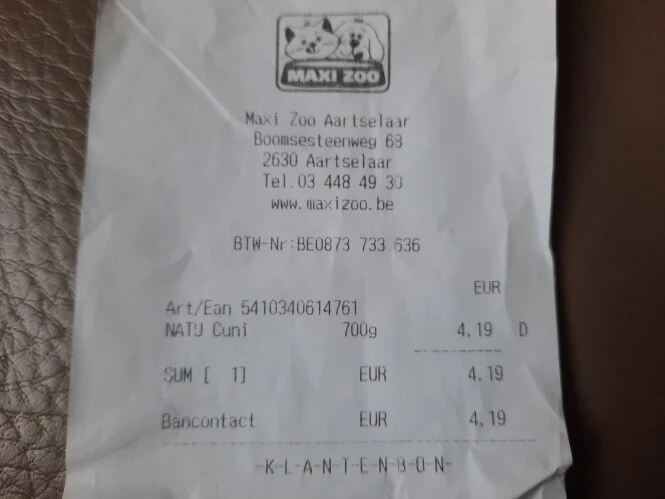 MAXI ZOO
Maxi Zoo Aartselaar
Boomsesteenweg 68
2630 Aartselaar
Tel.03 448 49 30
www.maxizoo.be
BTW-Nr:BE0873 733 636
EUR
Art/Ean 5410340614761
NATU Cuni 700g 4,19 D
SUM [ 1] EUR 4,19
Bancontact EUR 4,19
-K-L-A-N-T-E-N-B-O-N-